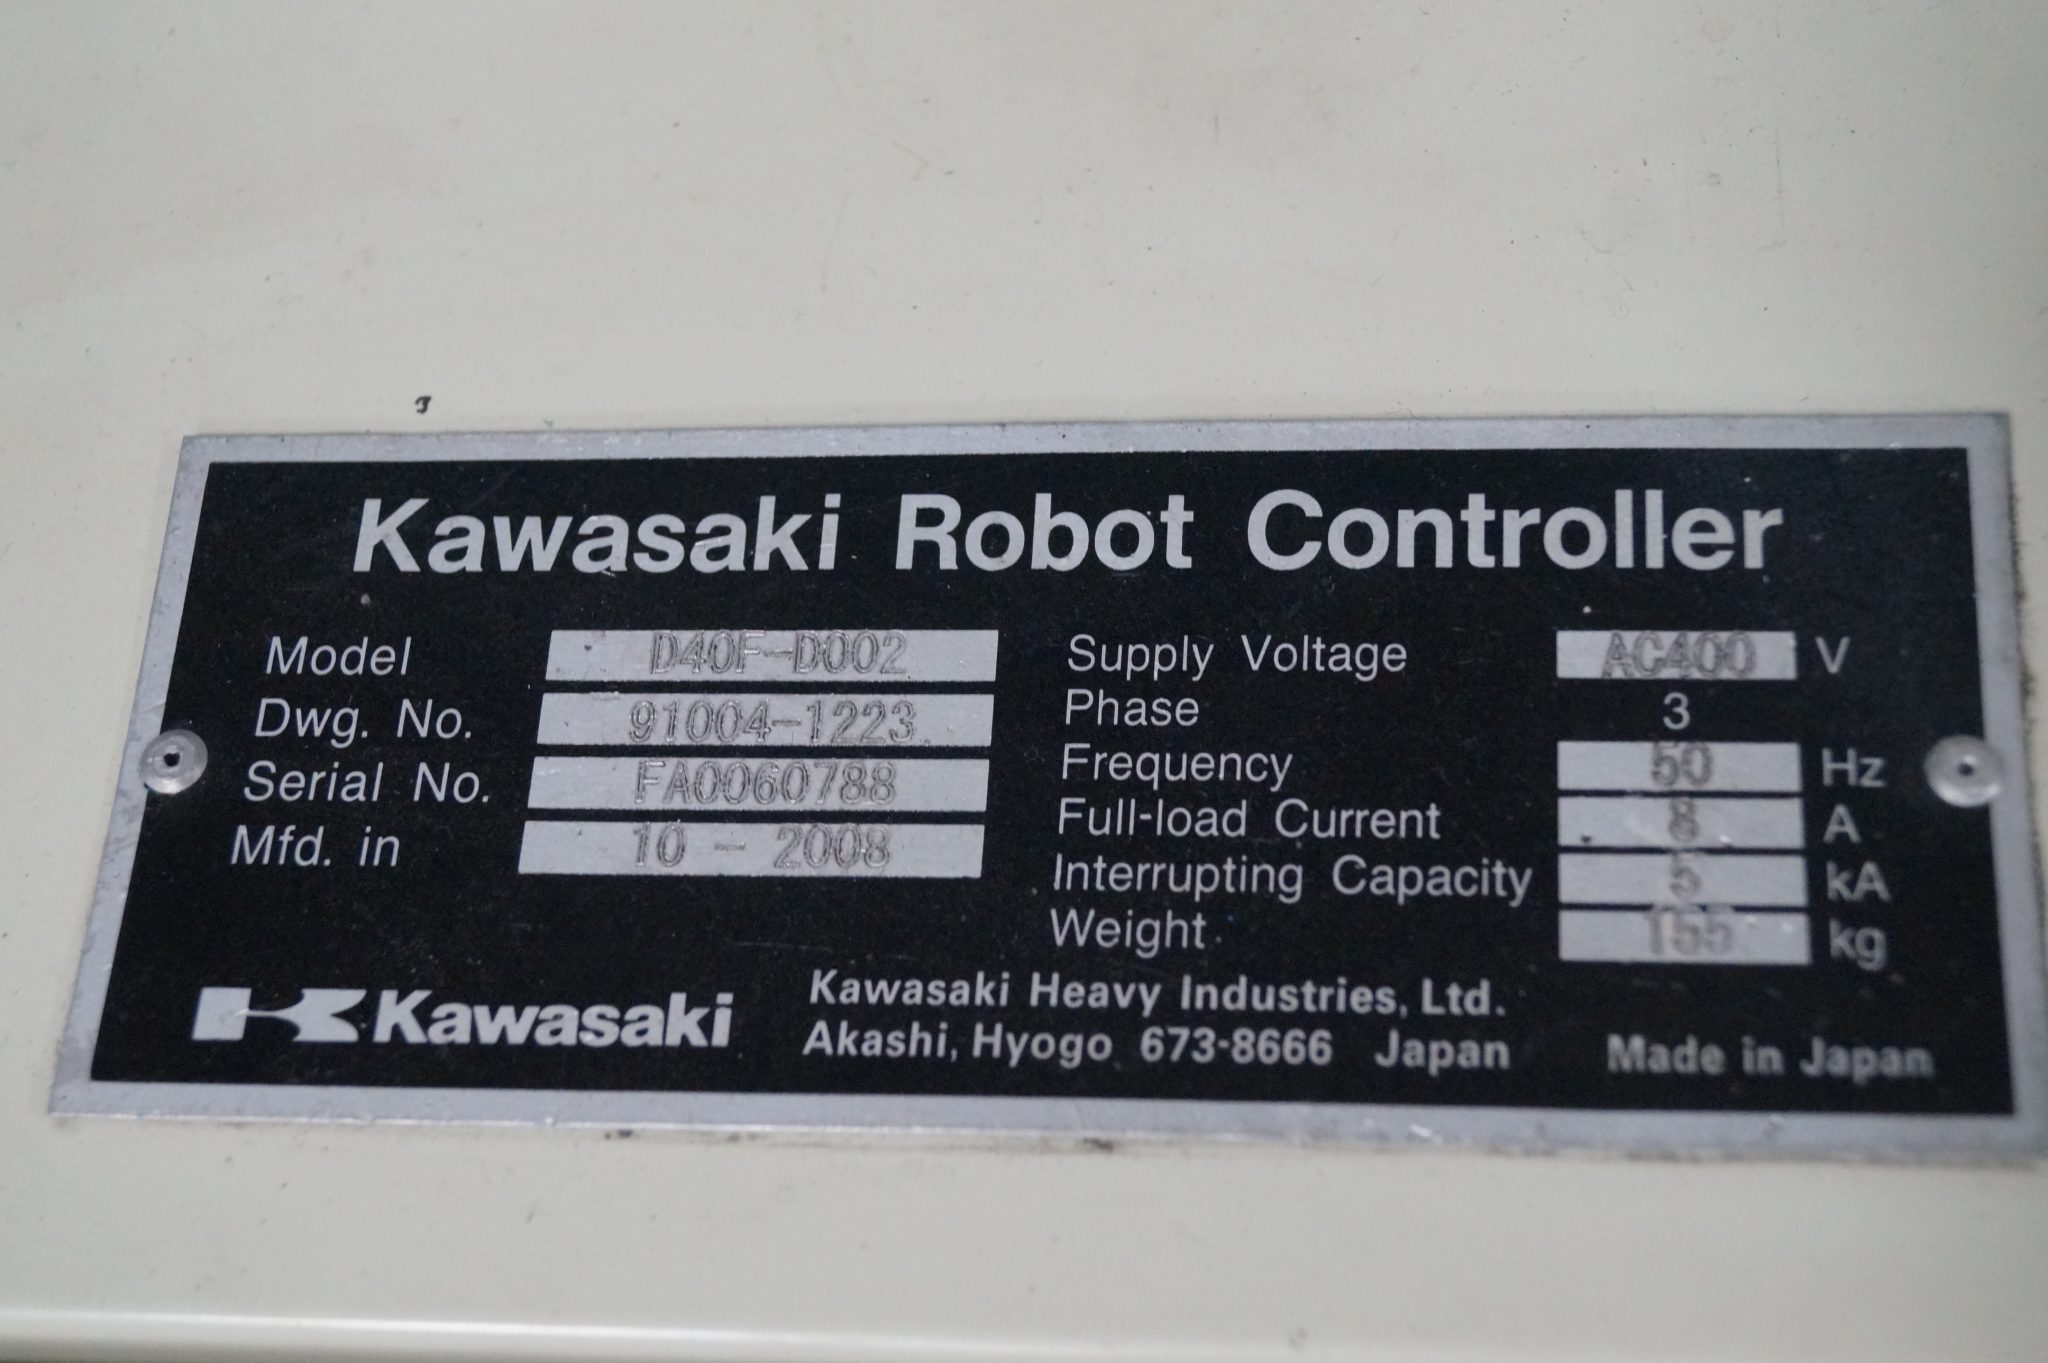 Kawasaki Robot Controller
Model D40F-D002
Dwg. No. 91004-1223
Serial No. FA0060788
Mfd. in 10 - 2008
Supply Voltage AC400 V
Phase 3
Frequency 50 Hz
Full-load Current A
Interrupting Capacity 5 kA
Weight 155 kg
Kawasaki
Kawasaki Heavy Industries, Ltd.
Akashi, Hyogo 673-8666 Japan
Made in Japan